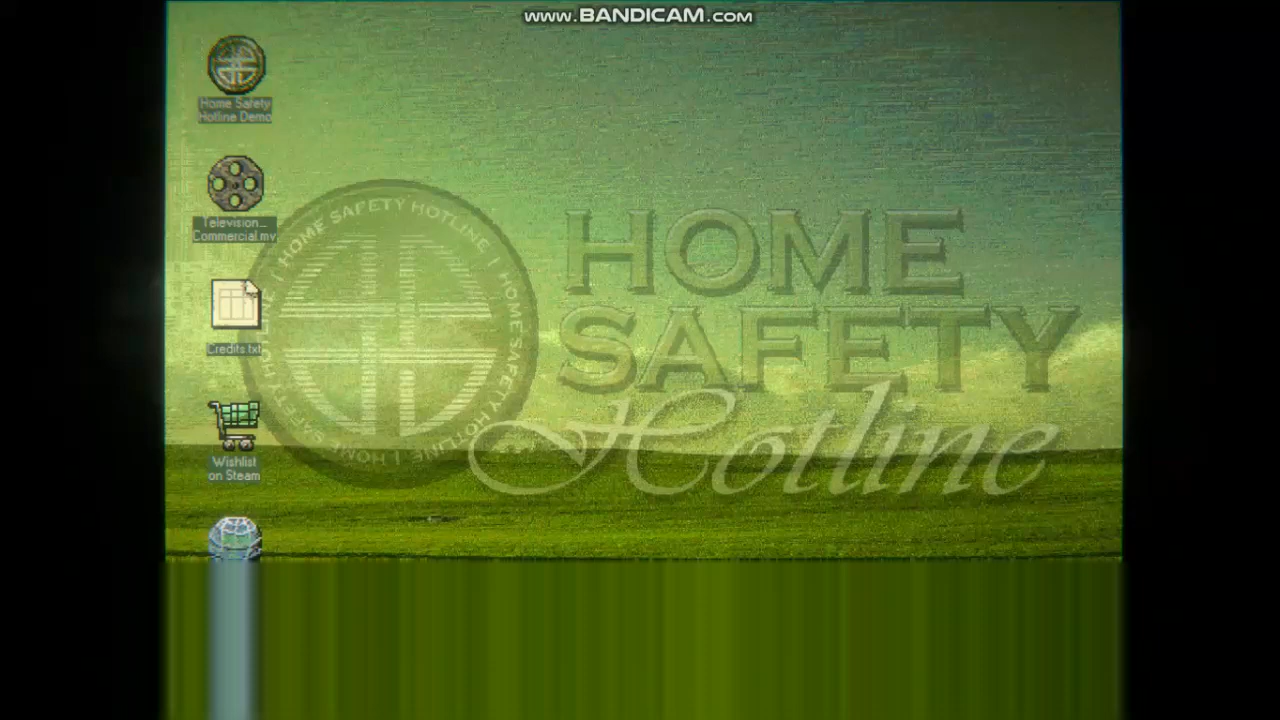 www.BANDICAM.com
Home Safety
Hotline Demo
Television_
Commercial.mv
Credits.txt
Wishlist
on Steam
HOME SAFETY HOTLINE | HOME SAFETY HOTLINE | HOME SAFETY HOTLINE |
HOME
SAFETY
Hotline